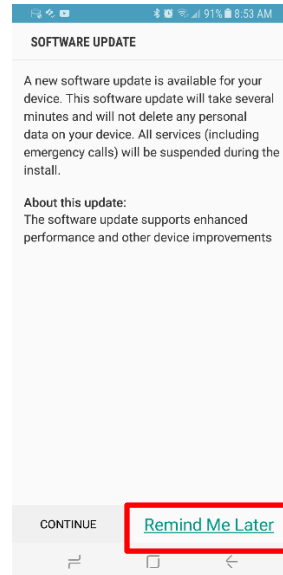 91% 8:53 AM
SOFTWARE UPDATE
A new software update is available for your
device. This software update will take several
minutes and will not delete any personal
data on your device. All services (including
emergency calls) will be suspended during the
install.
About this update:
The software update supports enhanced
performance and other device improvements
CONTINUE
Remind Me Later